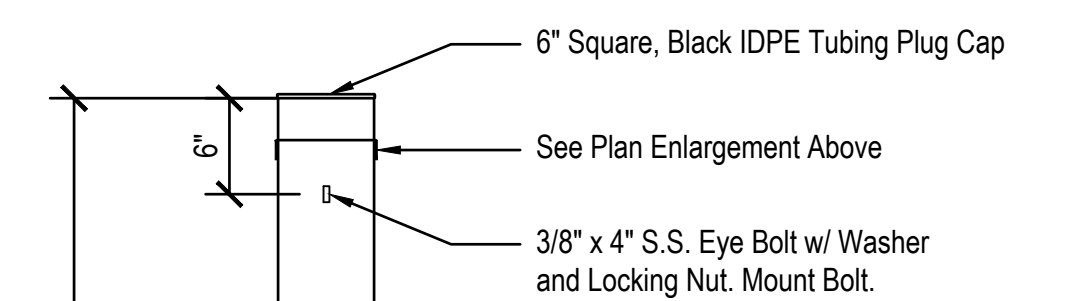 6" Square, Black IDPE Tubing Plug Cap
6"
See Plan Enlargement Above
3/8" x 4" S.S. Eye Bolt w/ Washer
and Locking Nut. Mount Bolt.